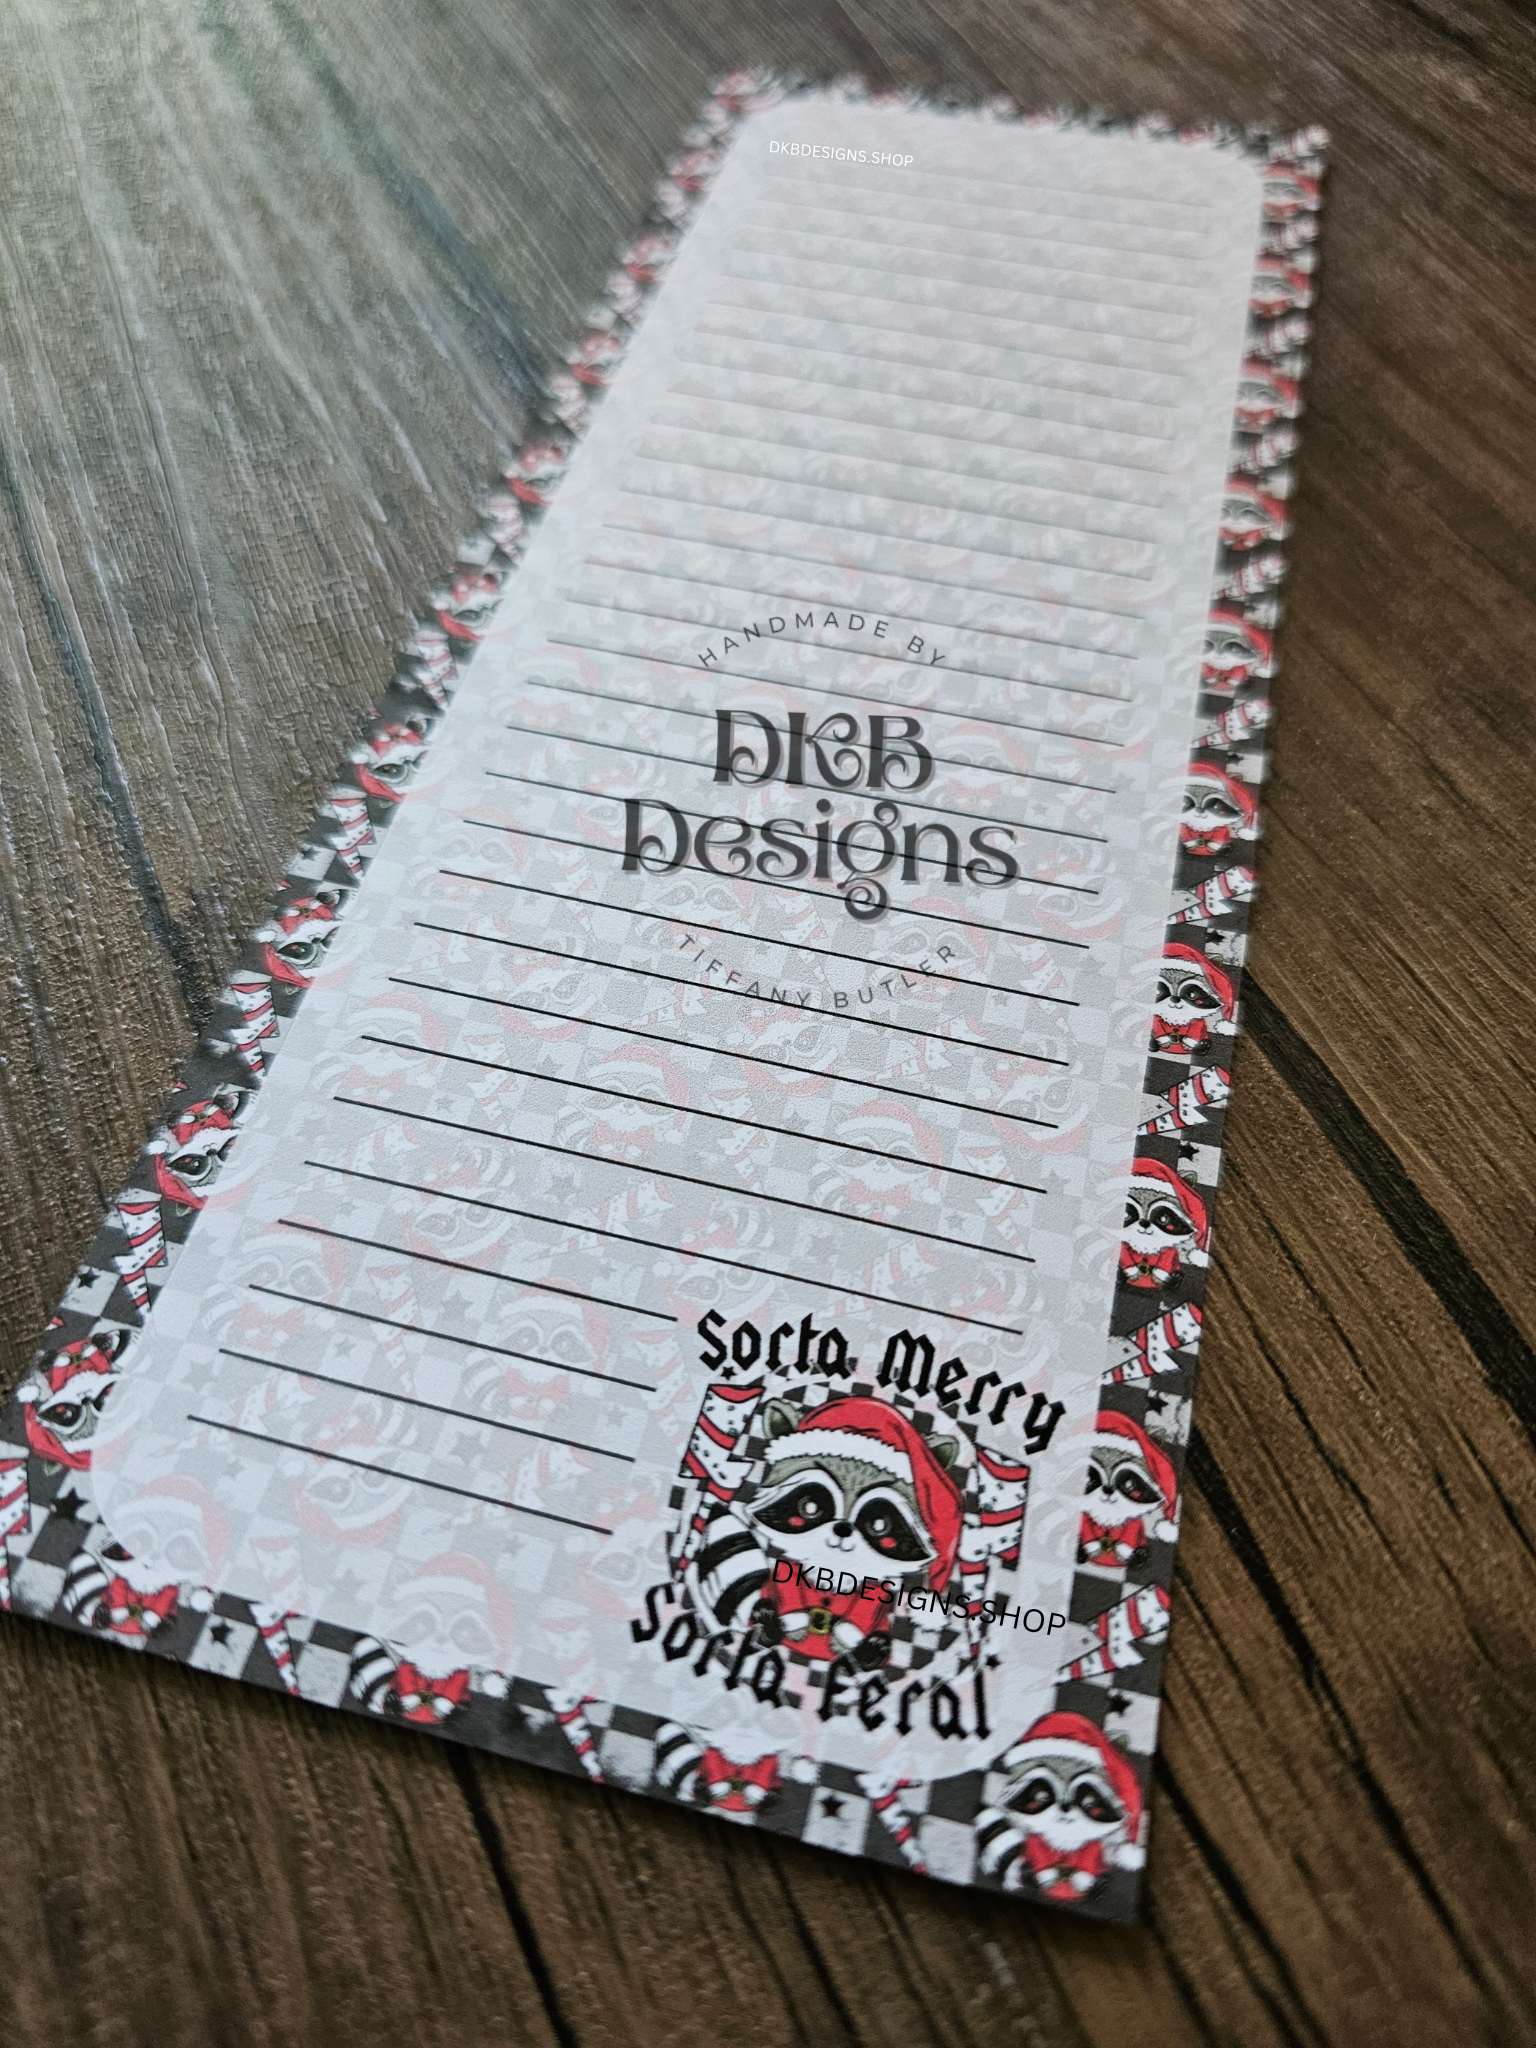 DKBDESIGNS.SHOP
HANDMADE BY
DKB
Designs
TIFFANY BUTLER
Sorta Merry
DKBDESIGNS.SHOP
Sorta Feral